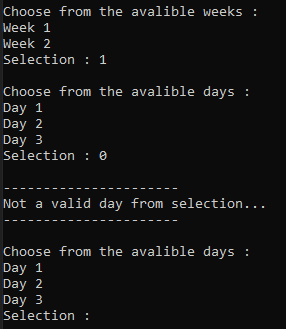 Choose from the avalible weeks :
Week 1
Week 2
Selection : 1

Choose from the avalible days :
Day 1
Day 2
Day 3
Selection : 0

----------------------
Not a valid day from selection...
----------------------

Choose from the avalible days :
Day 1
Day 2
Day 3
Selection :